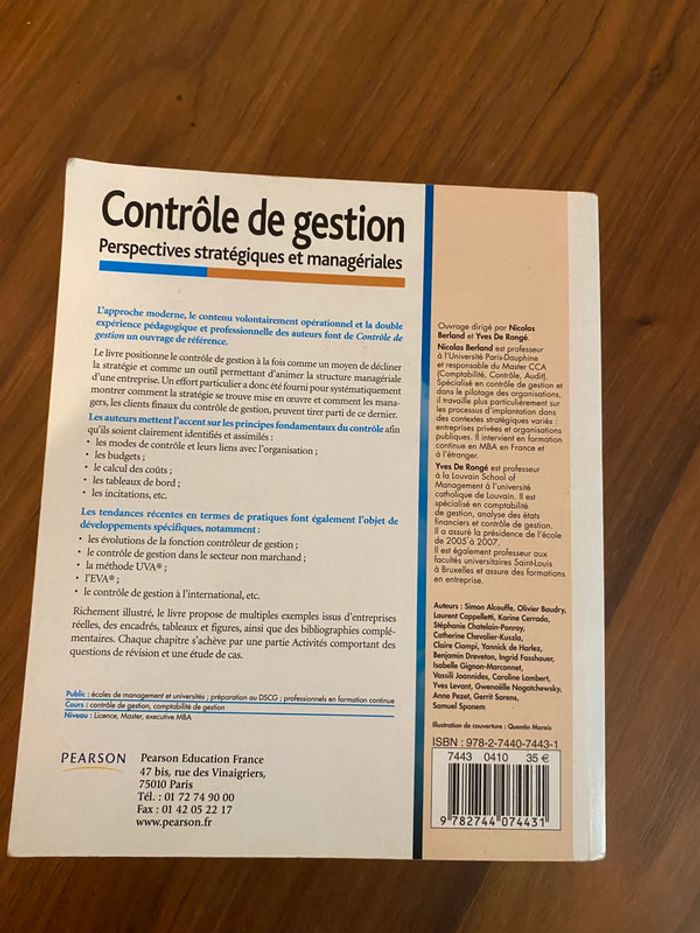 Contrôle de gestion
Perspectives stratégiques et managériales
L'approche moderne, le contenu volontairement opérationnel et la double
expérience pédagogique et professionnelle des auteurs font de Contrôle de
gestion un ouvrage de référence.
Le livre positionne le contrôle de gestion à la fois comme un moyen de décliner
la stratégie et comme un outil permettant d'animer la structure managériale
d'une entreprise. Un effort particulier a donc été fourni pour systématiquement
montrer comment la stratégie se trouve mise en œuvre et comment les mana-
gers, les clients finaux du contrôle de gestion, peuvent tirer parti de ce dernier.
Les auteurs mettent l'accent sur les principes fondamentaux du contrôle afin
qu'ils soient clairement identifiés et assimilés :
• les modes de contrôle et leurs liens avec l'organisation ;
• les budgets ;
• le calcul des coûts ;
• les tableaux de bord ;
• les incitations, etc.
Les tendances récentes en termes de pratiques font également l'objet de
développements spécifiques, notamment :
• les évolutions de la fonction contrôleur de gestion ;
• le contrôle de gestion dans le secteur non marchand ;
• la méthode UVA® ;
• l'EVA® ;
• le contrôle de gestion à l'international, etc.
Richement illustré, le livre propose de multiples exemples issus d'entreprises
réelles, des encadrés, tableaux et figures, ainsi que des bibliographies complé-
mentaires. Chaque chapitre s'achève par une partie Activités comportant des
questions de révision et une étude de cas.
Public : écoles de management et universités ; préparation au DSCG ; professionnels en formation continue
Cours : contrôle de gestion, comptabilité de gestion
Niveau : Licence, Master, executive MBA
PEARSON
Pearson Education France
47 bis, rue des Vinaigriers,
75010 Paris
Tél. : 01 72 74 90 00
Fax : 01 42 05 22 17
www.pearson.fr
Ouvrage dirigé par Nicolas
Berland et Yves De Rongé.
Nicolas Berland est professeur
à l'Université Paris-Dauphine
et responsable du Master CCA
(Comptabilité, Contrôle, Audit).
Spécialisé en contrôle de gestion et
dans le pilotage des organisations,
il travaille plus particulièrement sur
les processus d'implantation dans
des contextes stratégiques variés :
entreprises privées et organisations
publiques. Il intervient en formation
continue en MBA en France et
à l'étranger.
Yves De Rongé est professeur
à la Louvain School of
Management à l'université
catholique de Louvain. Il est
spécialisé en comptabilité
de gestion, analyse des états
financiers et contrôle de gestion.
Il a assuré la présidence de l'école
de 2005 à 2007.
Il est également professeur aux
facultés universitaires Saint-Louis
à Bruxelles et assure des formations
en entreprise.
Auteurs : Simon Alcouffe, Olivier Baudry,
Laurent Cappelletti, Karine Cerrada,
Stéphanie Chatelain-Ponroy,
Catherine Chevalier-Kuszla,
Claire Ciampi, Yannick de Harlez,
Benjamin Dreveton, Ingrid Fasshauer,
Isabelle Gignon-Marconnet,
Vassili Joannides, Caroline Lambert,
Yves Levant, Gwenaëlle Nogatchewsky,
Anne Pezet, Gerrit Sarens,
Samuel Sponem
Illustration de couverture : Quentin Marais
ISBN : 978-2-7440-7443-1
7443 0410 35 €
9 782744 074431